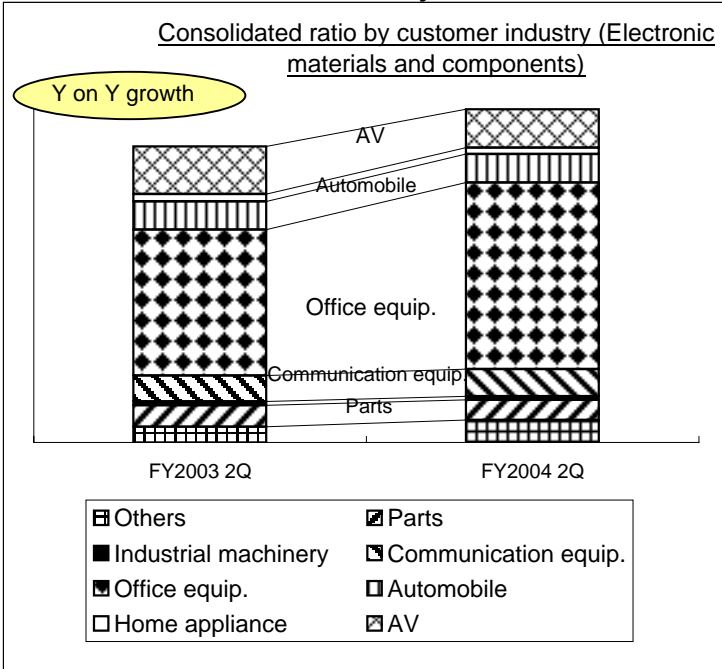 Consolidated ratio by customer industry (Electronic
materials and components)
Y on Y growth
AV
Automobile
Office equip.
Communication equip.
Parts
FY2003 2Q
FY2004 2Q
Others
Parts
Industrial machinery
Communication equip.
Office equip.
Automobile
Home appliance
AV